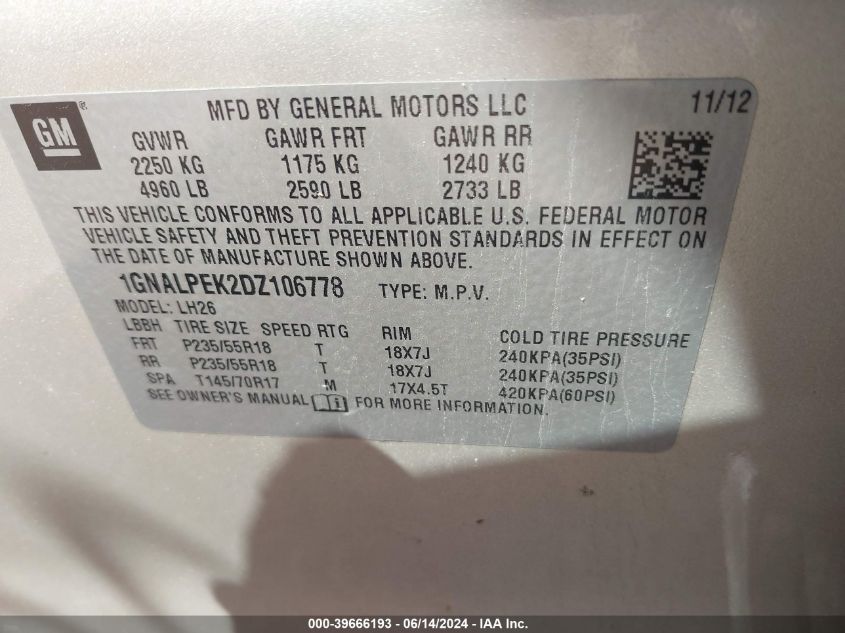 GM ®
MFD BY GENERAL MOTORS LLC 11/12
GVWR GAWR FRT GAWR RR
2250 KG 1175 KG 1240 KG
4960 LB 2590 LB 2733 LB
THIS VEHICLE CONFORMS TO ALL APPLICABLE U.S. FEDERAL MOTOR
VEHICLE SAFETY AND THEFT PREVENTION STANDARDS IN EFFECT ON
THE DATE OF MANUFACTURE SHOWN ABOVE.
1GNALPEK2DZ106778 TYPE: M.P.V.
MODEL: LH26
LBBH TIRE SIZE SPEED RTG RIM COLD TIRE PRESSURE
FRT P235/55R18 T 18X7J 240KPA(35PSI)
RR P235/55R18 T 18X7J 240KPA(35PSI)
SPA T145/70R17 M 17X4.5T 420KPA(60PSI)
SEE OWNER'S MANUAL FOR MORE INFORMATION.
000-39666193 - 06/14/2024 - IAA Inc.